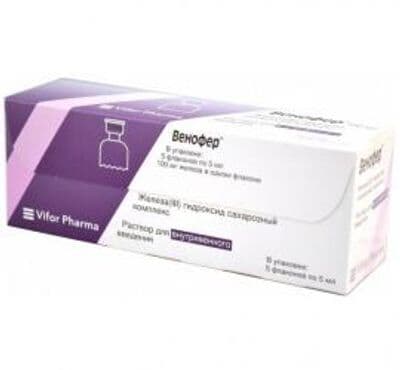 Венофер®
В упаковке:
5 флаконов по 5 мл
100 мг железа в одном флаконе
Vifor Pharma
Железа(III) гидроксид сахарозный
комплекс
Раствор для внутривенного
введения
В упаковке:
5 флаконов по 5 мл